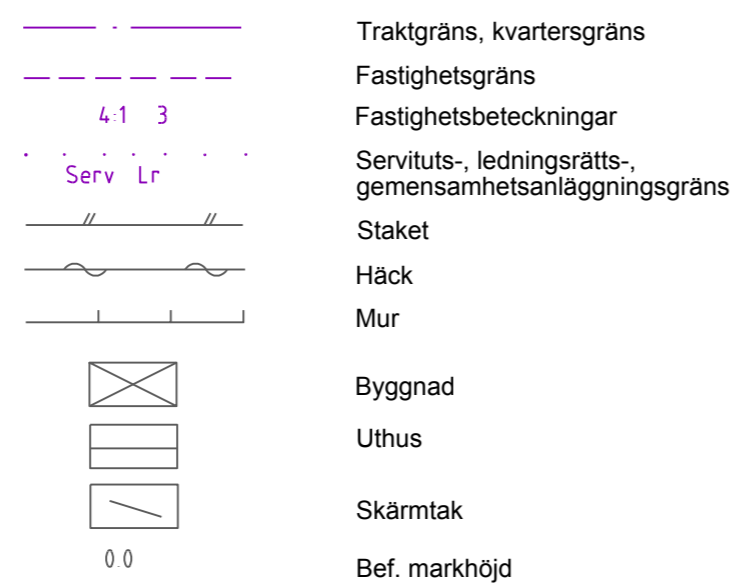 Traktgräns, kvartersgräns
Fastighetsgräns
4:1 3 Fastighetsbeteckningar
Serv Lr Servituts-, ledningsrätts-,
gemensamhetsanläggningsgräns
Staket
Häck
Mur
Byggnad
Uthus
Skärmtak
0.0 Bef. markhöjd